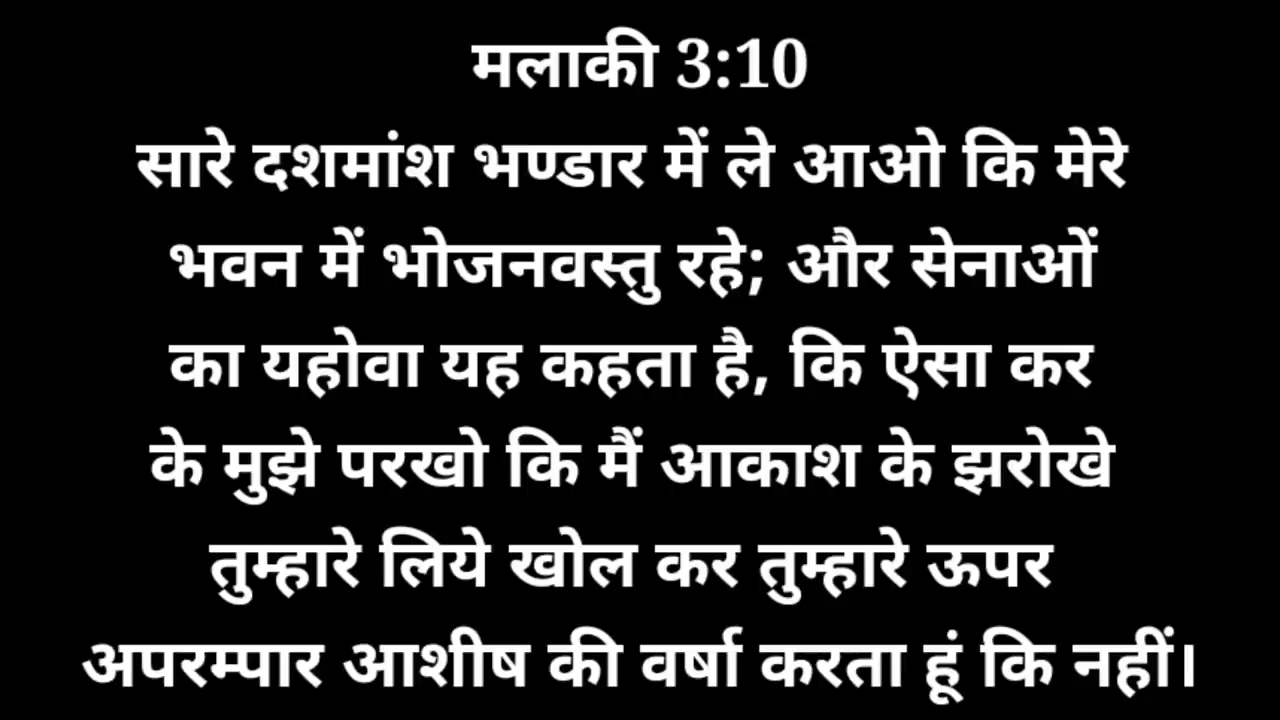 मलाकी 3:10
सारे दशमांश भण्डार में ले आओ कि मेरे
भवन में भोजनवस्तु रहे; और सेनाओं
का यहोवा यह कहता है, कि ऐसा कर
के मुझे परखो कि मैं आकाश के झरोखे
तुम्हारे लिये खोल कर तुम्हारे ऊपर
अपरम्पार आशीष की वर्षा करता हूं कि नहीं।